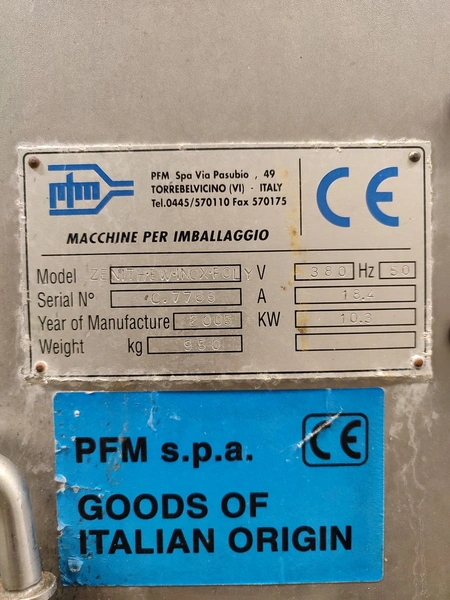 pfm
PFM Spa Via Pasubio , 49
TORREBELVICINO (VI) - ITALY
Tel.0445/570110 Fax 570175
CE
MACCHINE PER IMBALLAGGIO
Model V 380 Hz 50
Serial N° A 18.4
Year of Manufacture KW 10.3
Weight kg 950
PFM s.p.a. CE
GOODS OF
ITALIAN ORIGIN